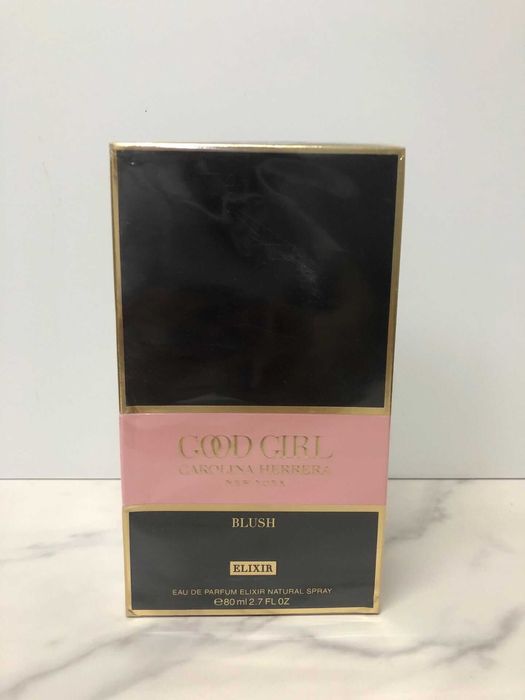 GOOD GIRL
CAROLINA HERRERA
NEW YORK
BLUSH
ELIXIR
EAU DE PARFUM ELIXIR NATURAL SPRAY
℮80 ml 2.7 FL OZ